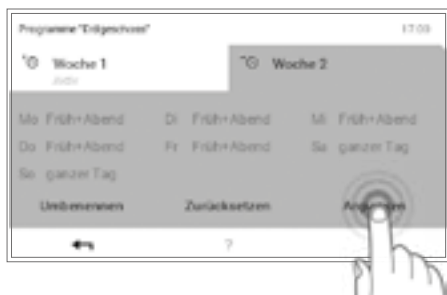 Programme "Erdgeschoss" 17:03
Woche 1 Woche 2
Aktiv
Mo Früh+Abend Di Früh+Abend Mi Früh+Abend
Do Früh+Abend Fr Früh+Abend Sa ganzer Tag
So ganzer Tag
Umbenennen Zurücksetzen
?